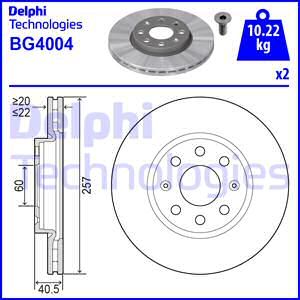 Delphi
Technologies
BG4004
10.22
kg
x2
≥20
≤22
60
257
40.5
Delphi
Technologies